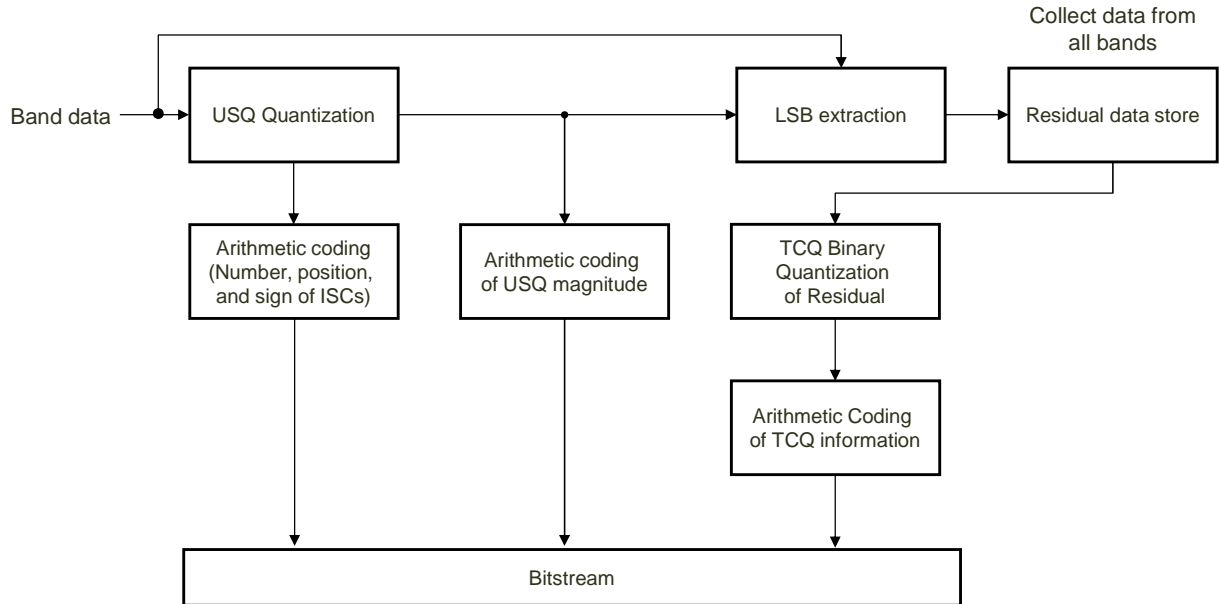 Collect data from
all bands
Band data
USQ Quantization
LSB extraction
Residual data store
Arithmetic coding
(Number, position,
and sign of ISCs)
Arithmetic coding
of USQ magnitude
TCQ Binary
Quantization
of Residual
Arithmetic Coding
of TCQ information
Bitstream